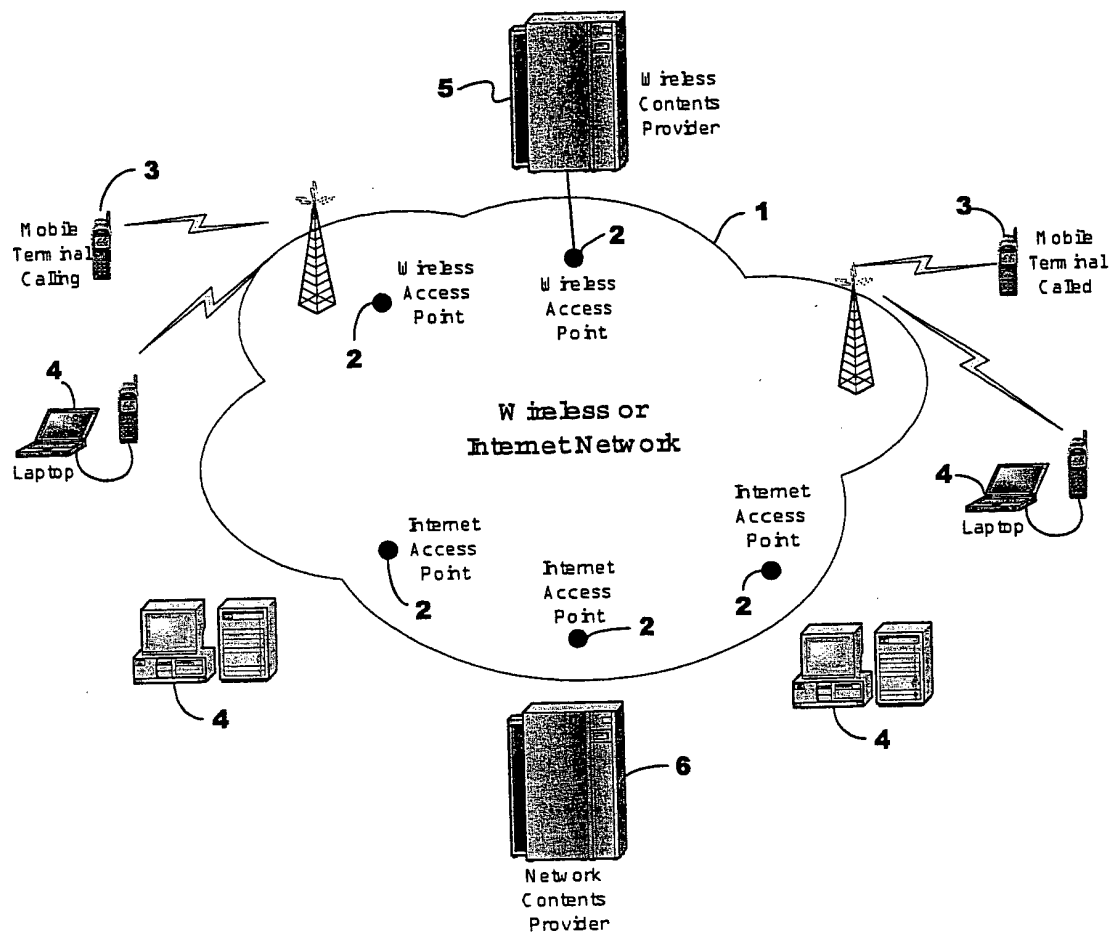 5
Wireless
Contents
Provider
3
Mobile
Terminal
Calling
1
3
Mobile
Terminal
Called
2
Wireless
Access
Point
2
Wireless
Access
Point
4
Laptop
Wireless or
Internet Network
4
Laptop
Internet
Access
Point
2
Internet
Access
Point
2
Internet
Access
Point
2
4
4
6
Network
Contents
Provider